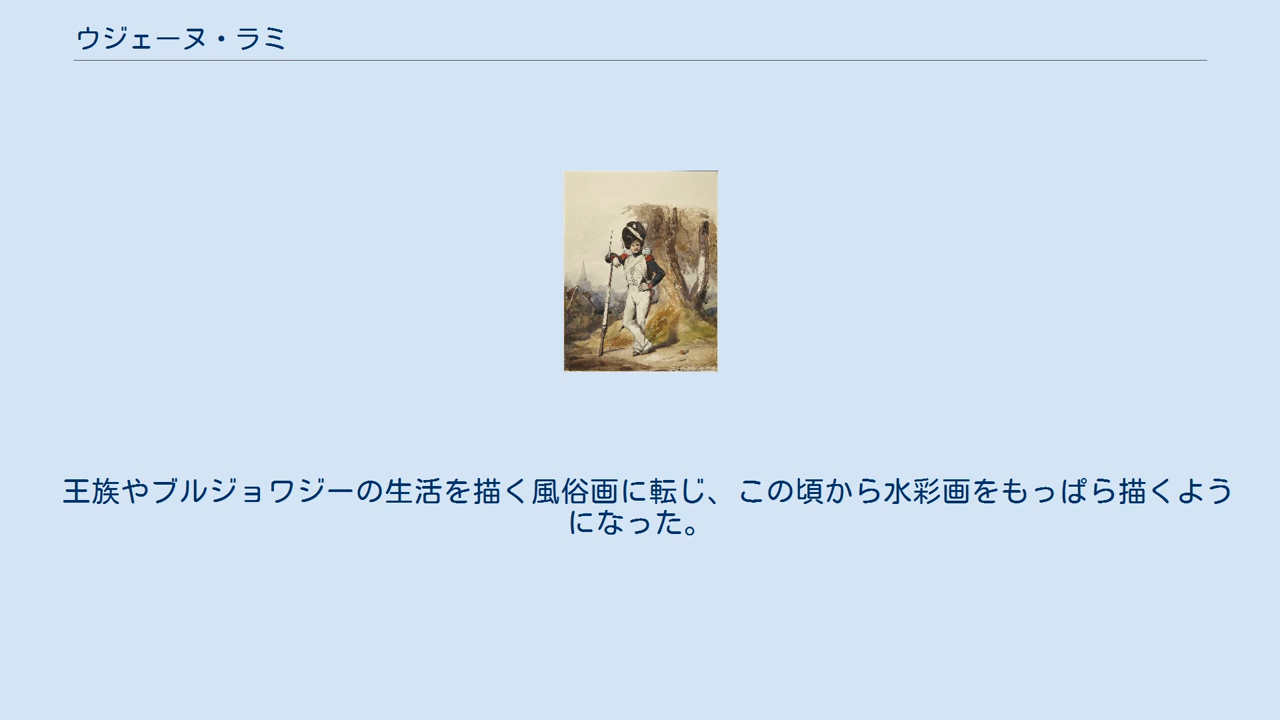 ウジェーヌ・ラミ
王族やブルジョワジーの生活を描く風俗画に転じ、この頃から水彩画をもっぱら描くよう
になった。